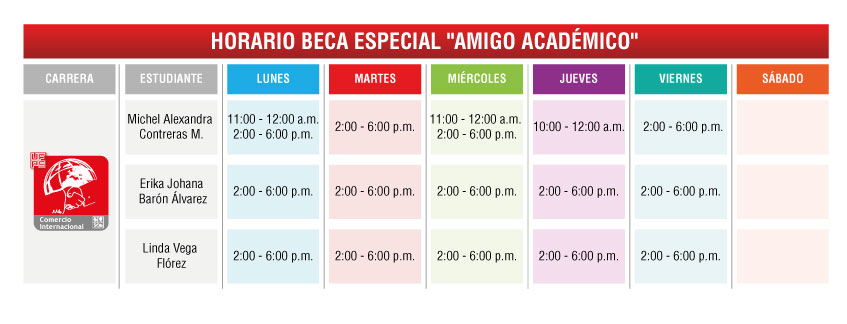 HORARIO BECA ESPECIAL "AMIGO ACADÉMICO"
CARRERA ESTUDIANTE LUNES MARTES MIÉRCOLES JUEVES VIERNES SÁBADO
Comercio
Internacional
Michel Alexandra
Contreras M.
11:00 - 12:00 a.m.
2:00 - 6:00 p.m.
2:00 - 6:00 p.m.
11:00 - 12:00 a.m.
2:00 - 6:00 p.m.
10:00 - 12:00 a.m.
2:00 - 6:00 p.m.
Erika Johana
Barón Álvarez
2:00 - 6:00 p.m.
2:00 - 6:00 p.m.
2:00 - 6:00 p.m.
2:00 - 6:00 p.m.
2:00 - 6:00 p.m.
Linda Vega
Flórez
2:00 - 6:00 p.m.
2:00 - 6:00 p.m.
2:00 - 6:00 p.m.
2:00 - 6:00 p.m.
2:00 - 6:00 p.m.